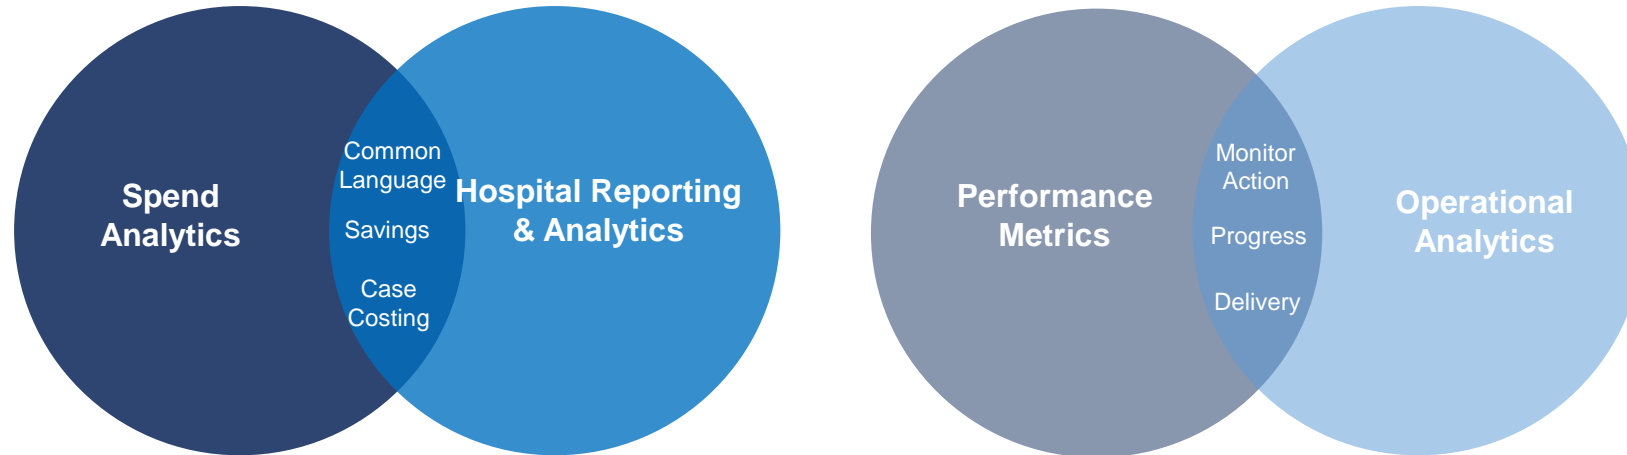 Spend
Analytics
Common
Language
Savings
Case
Costing
Hospital Reporting
& Analytics
Performance
Metrics
Monitor
Action
Progress
Delivery
Operational
Analytics